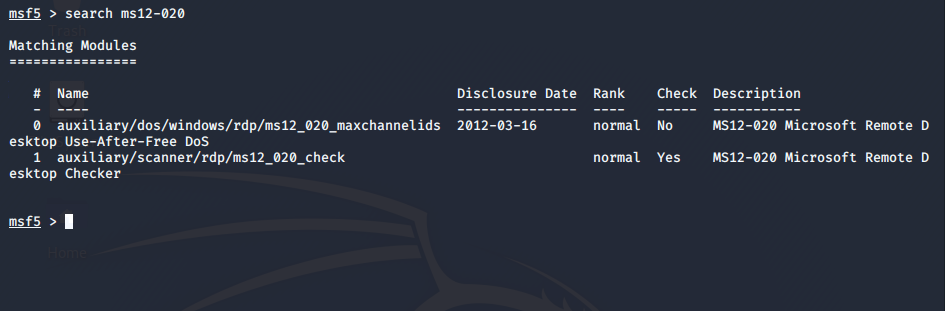 msf5 > search ms12-020
Matching Modules
================
# Name Disclosure Date Rank Check Description
- ---- --------------- ---- ----- -----------
0 auxiliary/dos/windows/rdp/ms12_020_maxchannelids 2012-03-16 normal No MS12-020 Microsoft Remote D
esktop Use-After-Free DoS
1 auxiliary/scanner/rdp/ms12_020_check normal Yes MS12-020 Microsoft Remote D
esktop Checker
msf5 >
Home